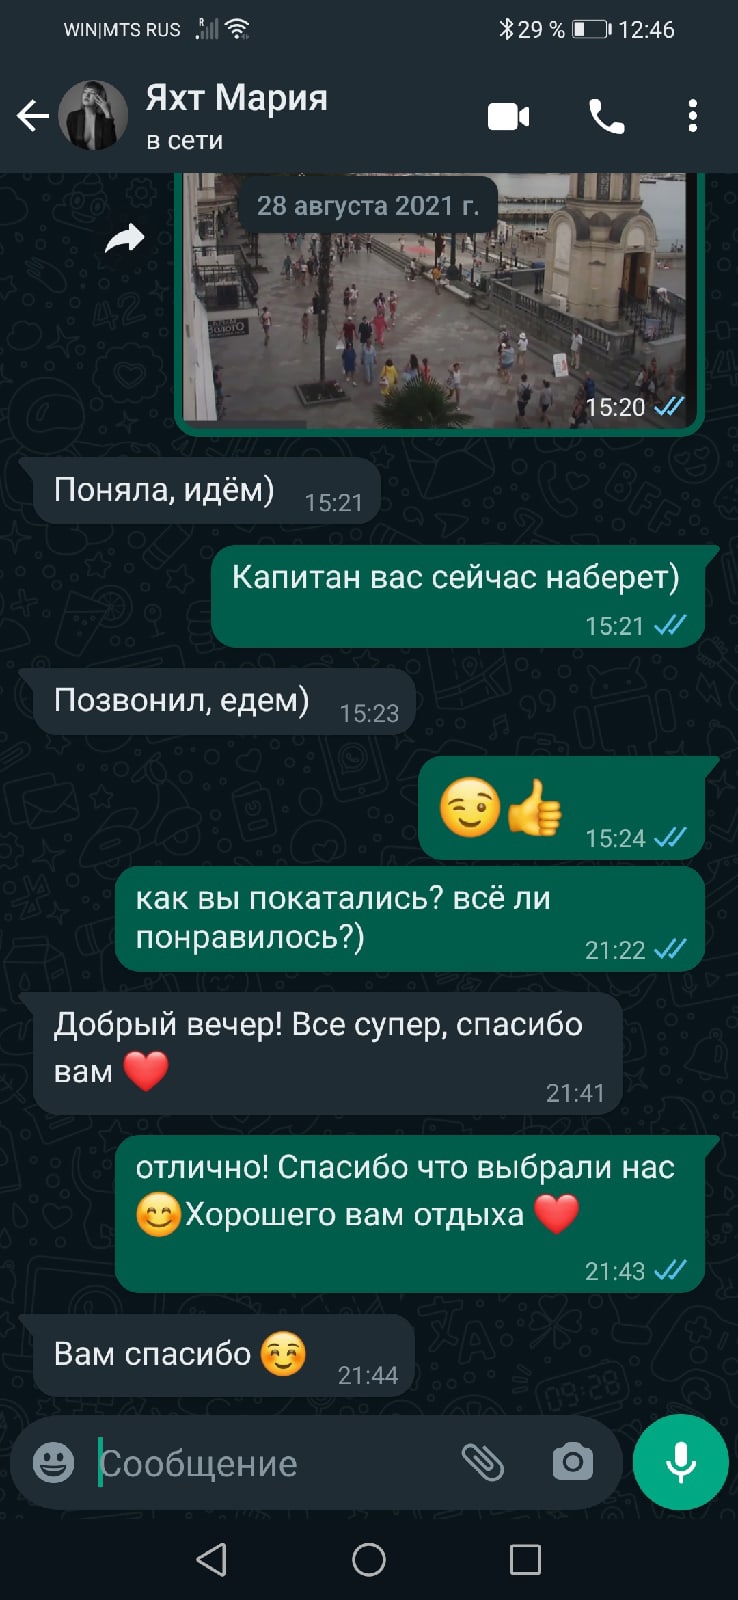 WIN|MTS RUS R 29 % 12:46
Яхт Мария
в сети
28 августа 2021 г.
ЗОЛОТО
15:20
Поняла, идём) 15:21
Капитан вас сейчас наберет)
15:21
Позвонил, едем) 15:23
😉👍 15:24
как вы покатались? всё ли
понравилось?) 21:22
Добрый вечер! Все супер, спасибо
вам ❤️ 21:41
отлично! Спасибо что выбрали нас
😊Хорошего вам отдыха ❤️
21:43
Вам спасибо ☺️ 21:44
Сообщение